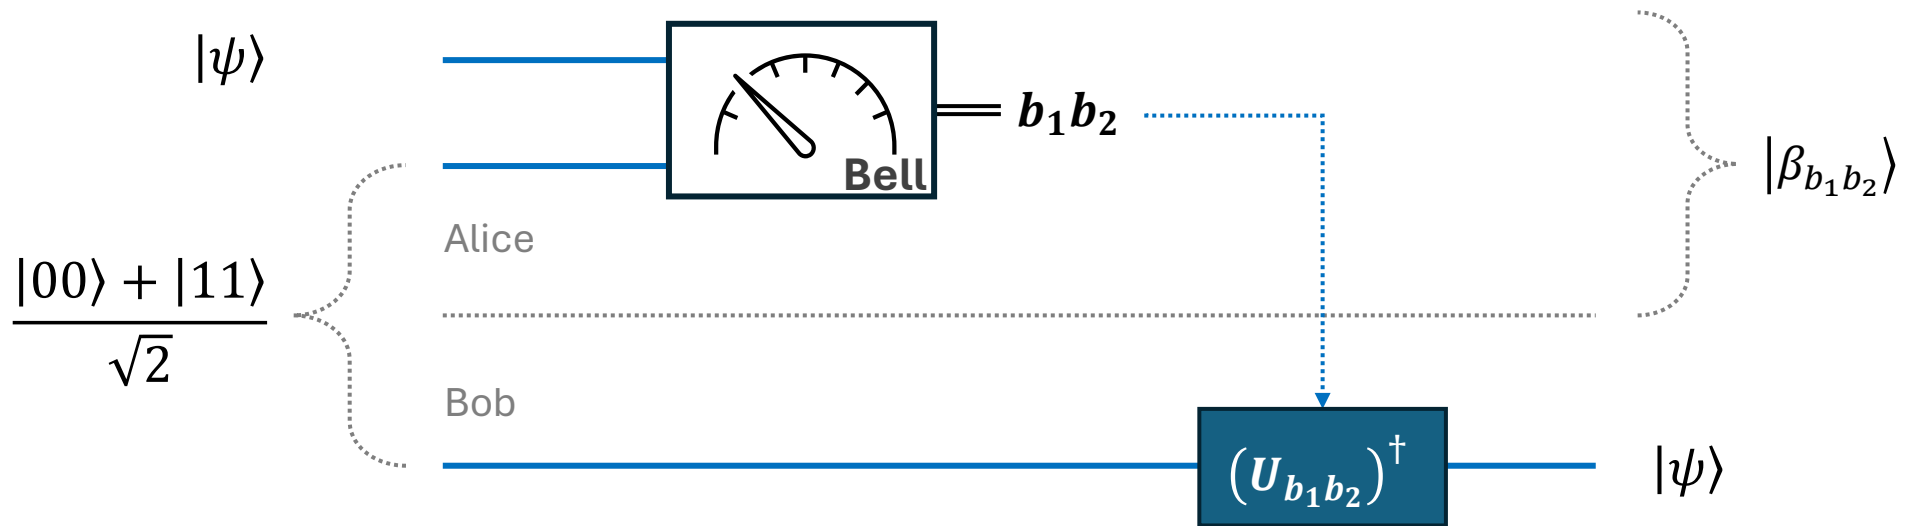 |ψ⟩
Bell
b₁b₂
|β_{b₁b₂}⟩
Alice
|00⟩ + |11⟩
√2
Bob
(U_{b₁b₂})†
|ψ⟩